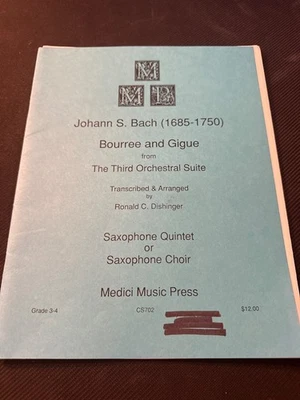 M
M P
Johann S. Bach (1685-1750)
Bourree and Gigue
from
The Third Orchestral Suite
Transcribed & Arranged
by
Ronald C. Dishinger
Saxophone Quintet
or
Saxophone Choir
Medici Music Press
Grade 3-4 CS702 $12.00